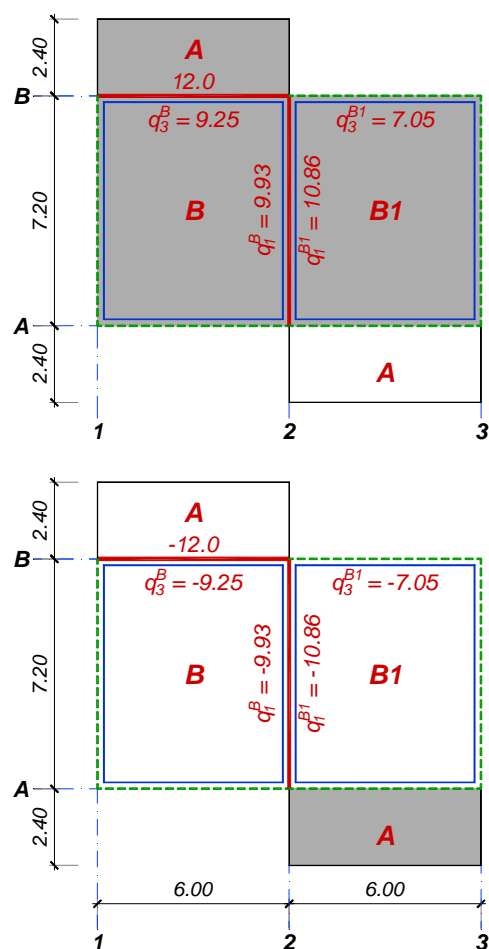 2.40
A
12.0
B
q₃ᴮ = 9.25
q₃ᴮ¹ = 7.05
7.20
B
q₁ᴮ = 9.93
q₁ᴮ¹ = 10.86
B1
A
2.40
A
1
2
3
2.40
A
-12.0
B
q₃ᴮ = -9.25
q₃ᴮ¹ = -7.05
7.20
B
q₁ᴮ = -9.93
q₁ᴮ¹ = -10.86
B1
A
2.40
A
6.00
6.00
1
2
3